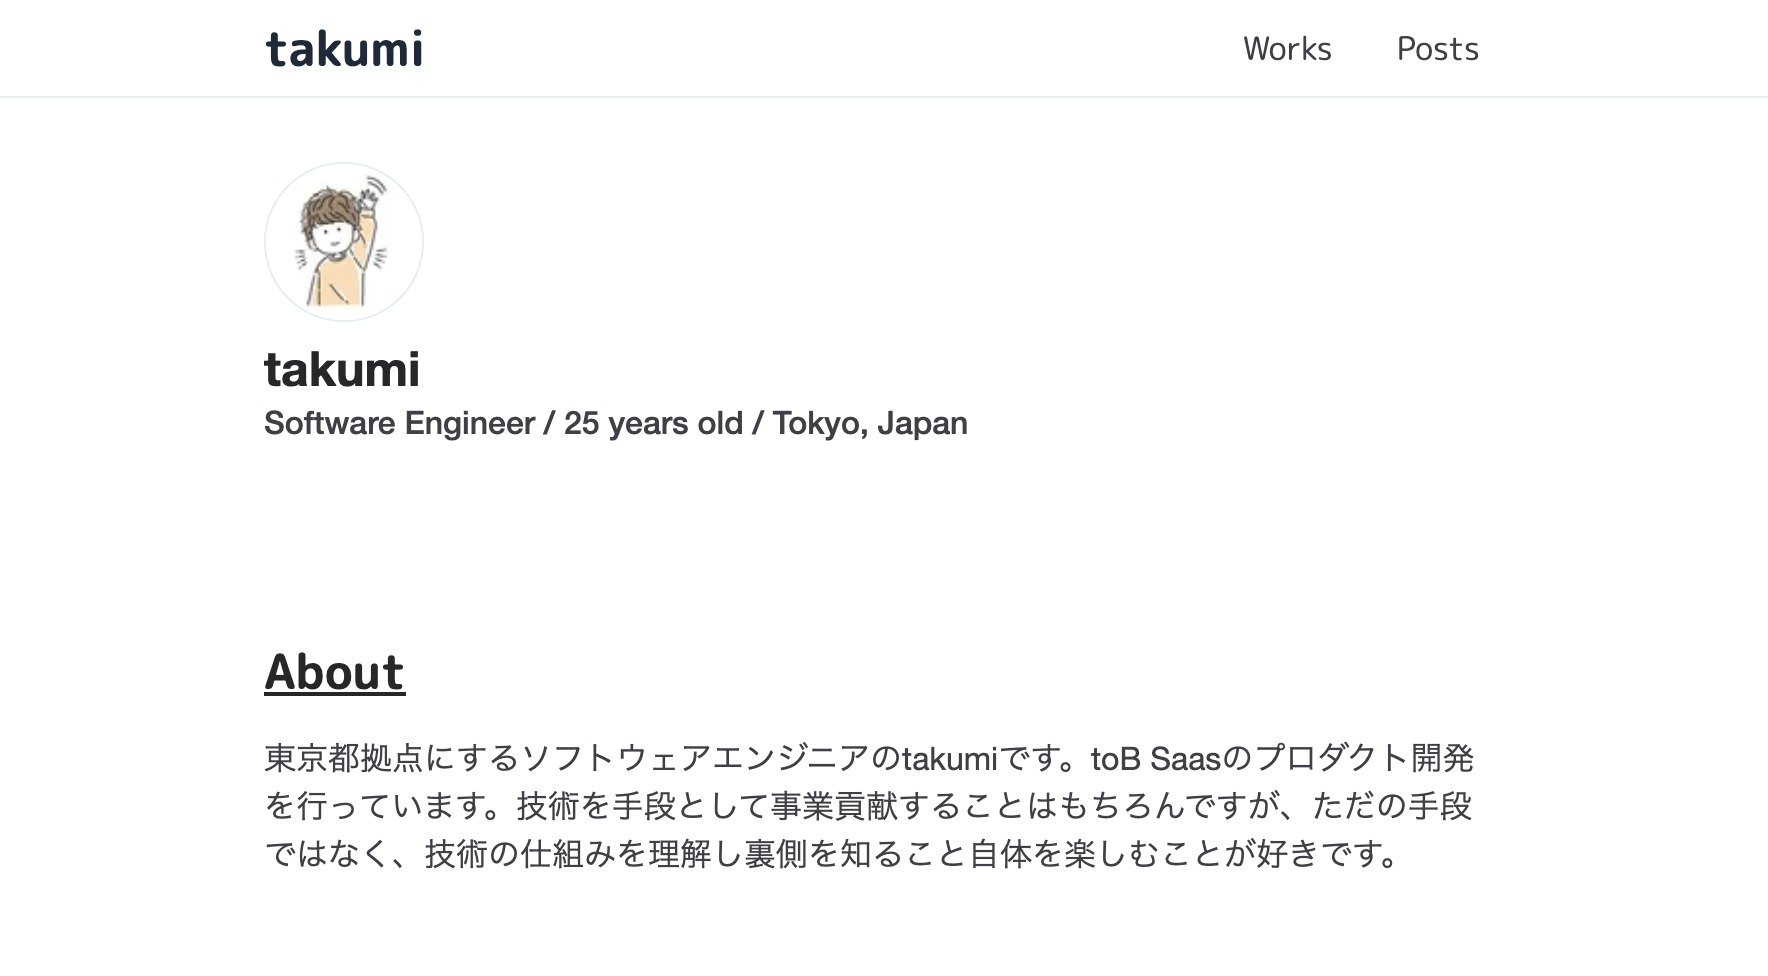 takumi
Works
Posts
takumi
Software Engineer / 25 years old / Tokyo, Japan
About
東京都拠点にするソフトウェアエンジニアのtakumiです。toB Saasのプロダクト開発
を行っています。技術を手段として事業貢献することはもちろんですが、ただの手段
ではなく、技術の仕組みを理解し裏側を知ること自体を楽しむことが好きです。